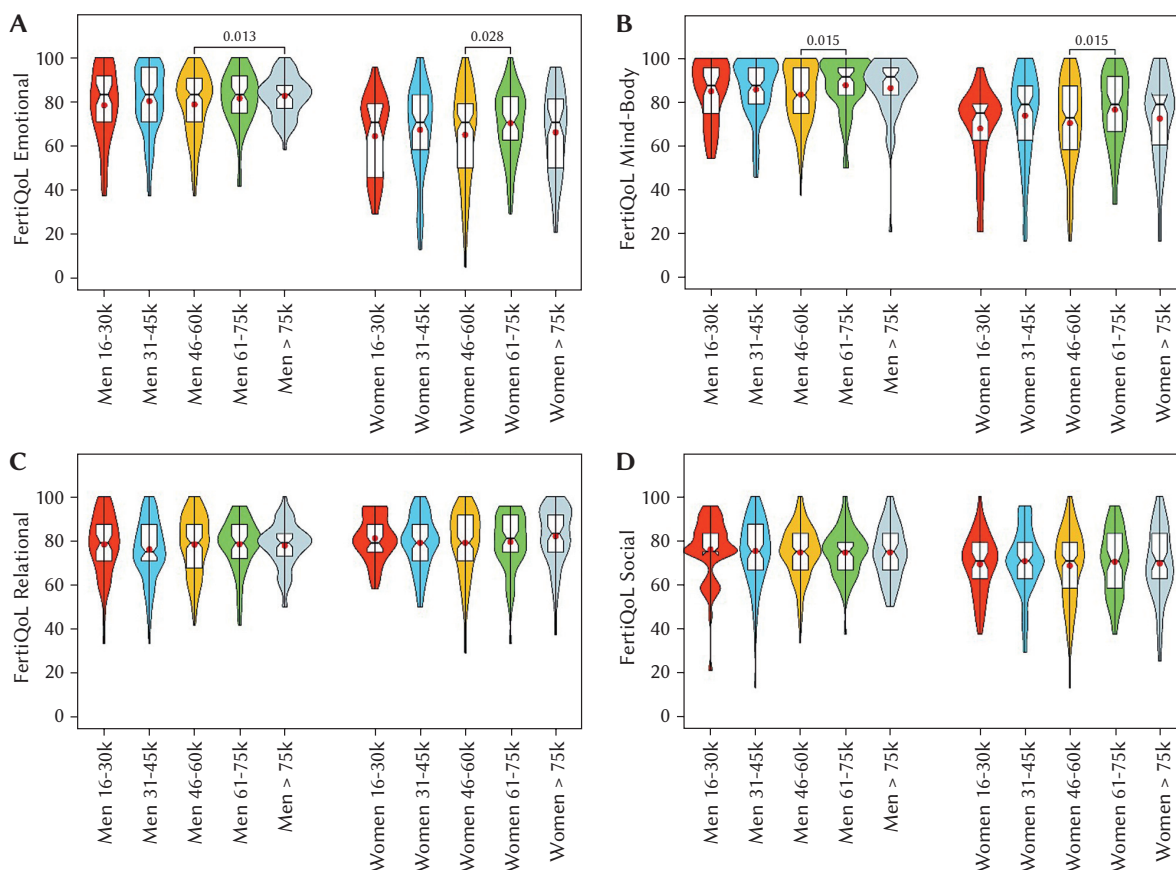 A
0.013
0.028
FertiQoL Emotional
100
80
60
40
20
0
Men 16-30k
Men 31-45k
Men 46-60k
Men 61-75k
Men > 75k
Women 16-30k
Women 31-45k
Women 46-60k
Women 61-75k
Women > 75k
B
0.015
0.015
FertiQoL Mind-Body
100
80
60
40
20
0
Men 16-30k
Men 31-45k
Men 46-60k
Men 61-75k
Men > 75k
Women 16-30k
Women 31-45k
Women 46-60k
Women 61-75k
Women > 75k
C
FertiQoL Relational
100
80
60
40
20
0
Men 16-30k
Men 31-45k
Men 46-60k
Men 61-75k
Men > 75k
Women 16-30k
Women 31-45k
Women 46-60k
Women 61-75k
Women > 75k
D
FertiQoL Social
100
80
60
40
20
0
Men 16-30k
Men 31-45k
Men 46-60k
Men 61-75k
Men > 75k
Women 16-30k
Women 31-45k
Women 46-60k
Women 61-75k
Women > 75k